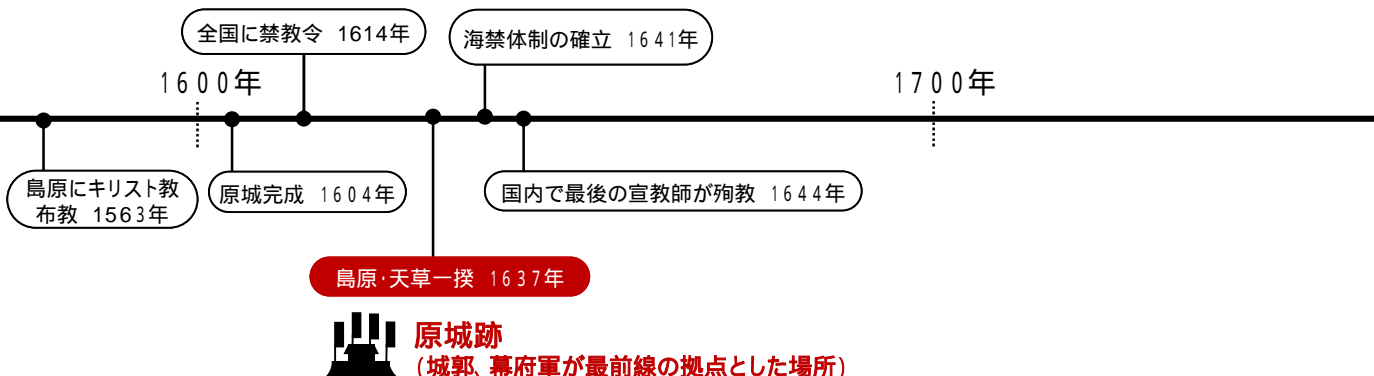 全国に禁教令 1614年
海禁体制の確立 1641年
1600年
1700年
島原にキリスト教
布教 1563年
原城完成 1604年
国内で最後の宣教師が殉教 1644年
島原・天草一揆 1637年
原城跡
(城郭、幕府軍が最前線の拠点とした場所)